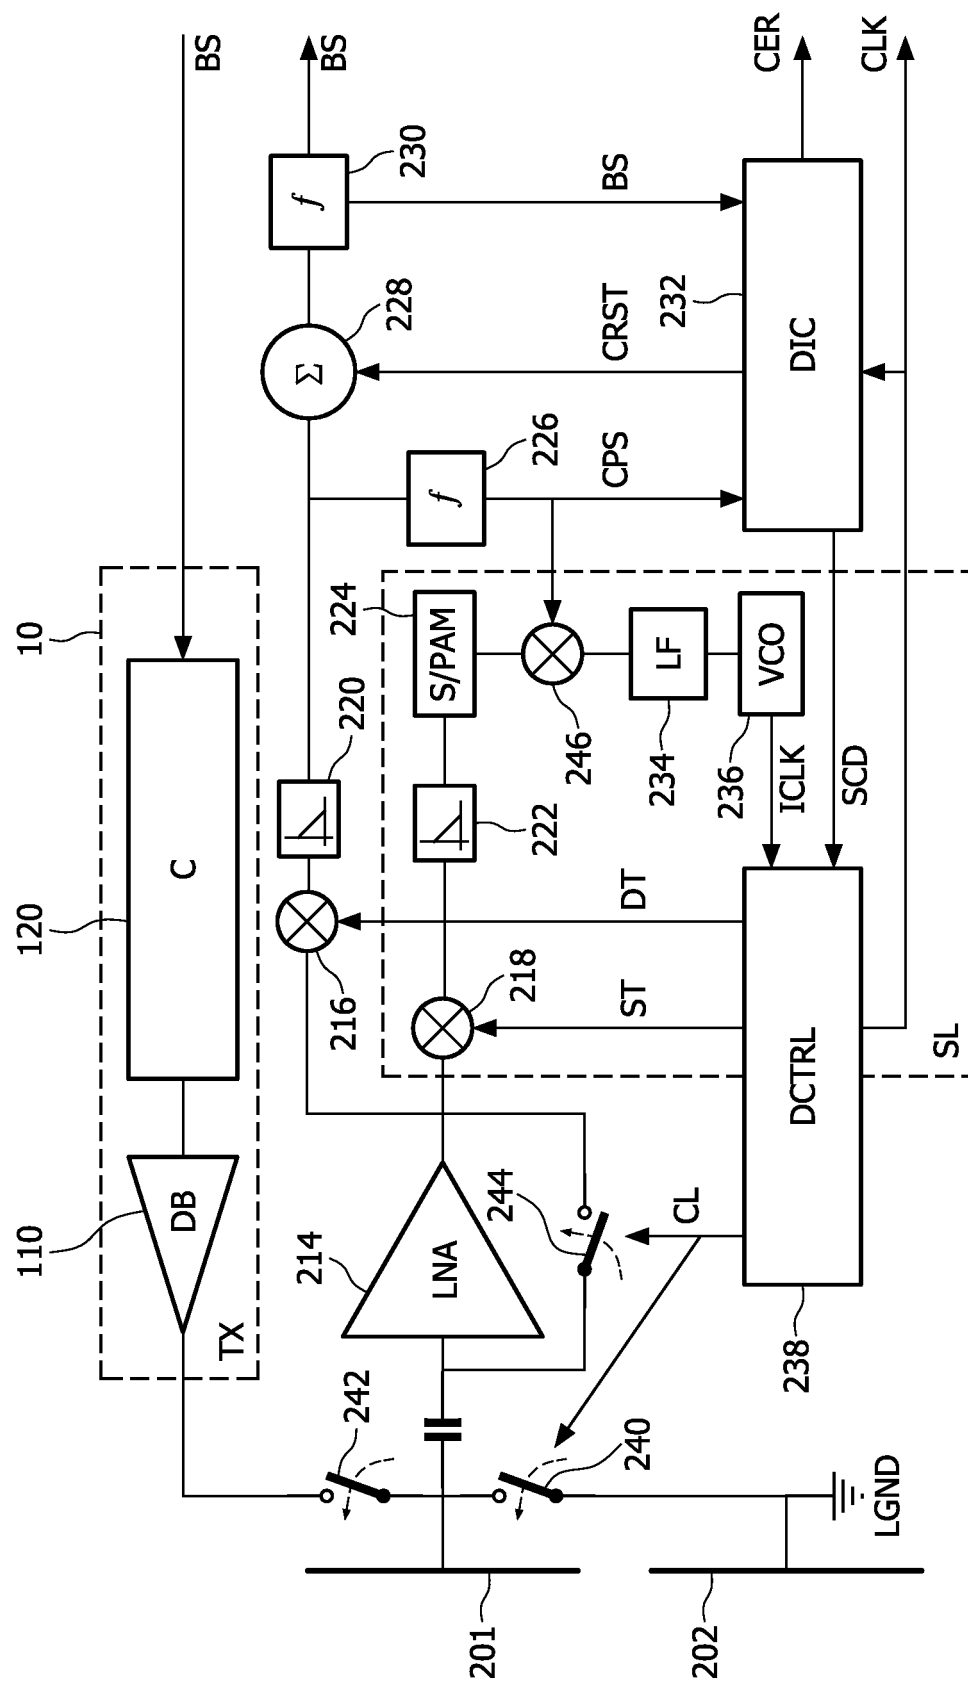 10
120
110
C
DB
TX
BS
BS
230
f
228
Σ
BS
CRST
CPS
226
f
232
DIC
CER
CLK
220
216
224
S/PAM
222
218
246
LF
234
VCO
236
ICLK
SCD
DT
ST
SL
DCTRL
238
CL
214
LNA
244
242
240
LGND
201
202